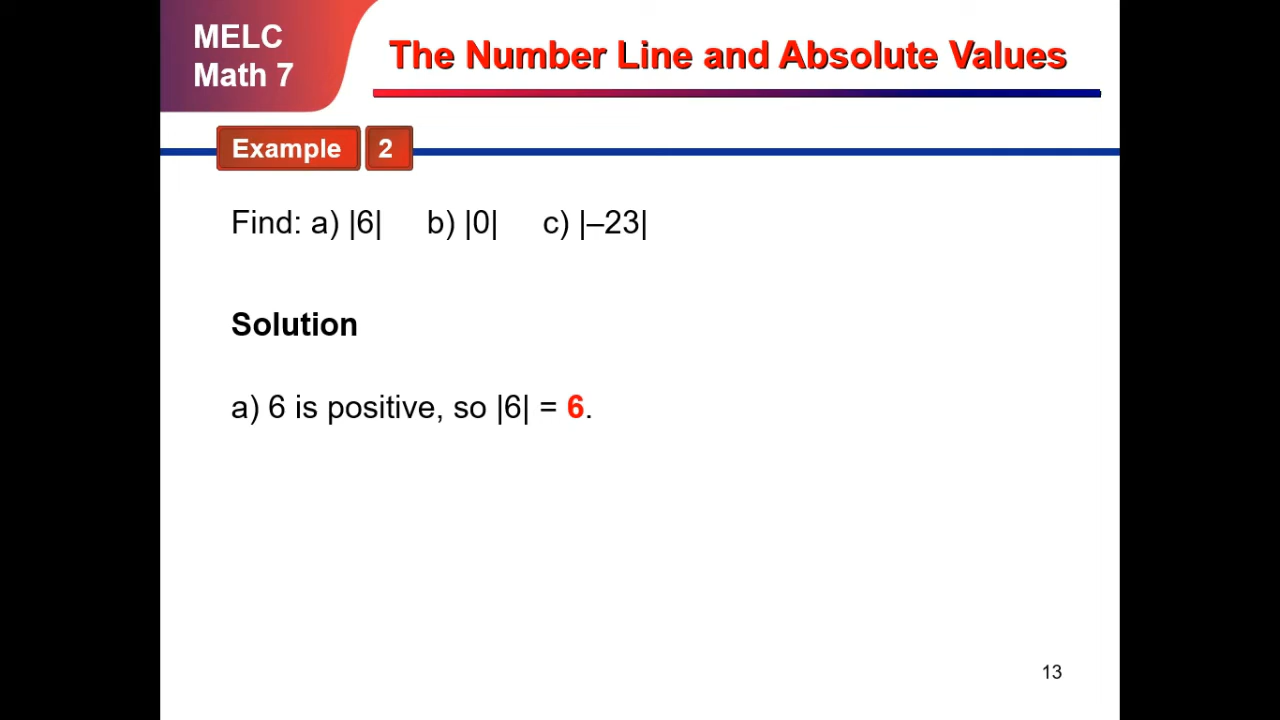 MELC
Math 7
The Number Line and Absolute Values
Example 2
Find: a) |6| b) |0| c) |–23|
Solution
a) 6 is positive, so |6| = 6.
13